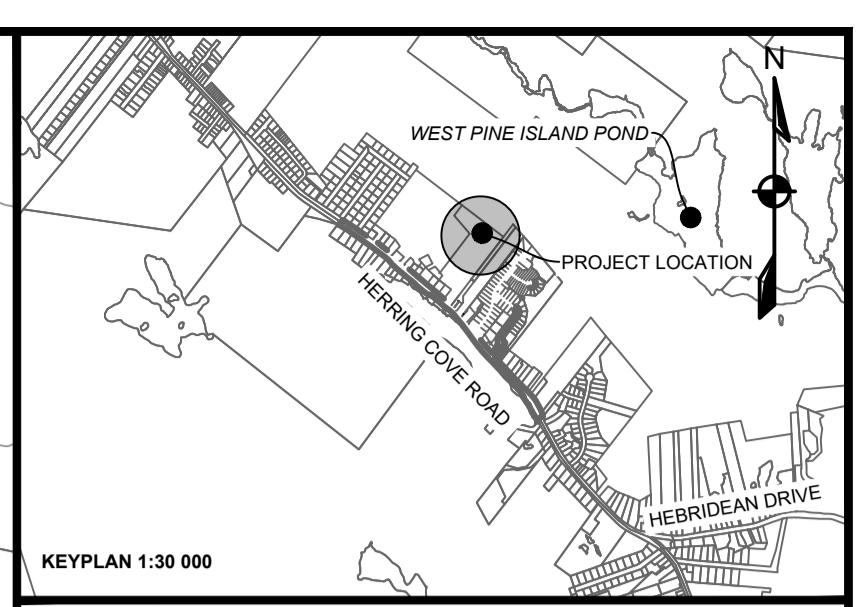 N
WEST PINE ISLAND POND
PROJECT LOCATION
HERRING COVE ROAD
HEBRIDEAN DRIVE
KEYPLAN 1:30 000